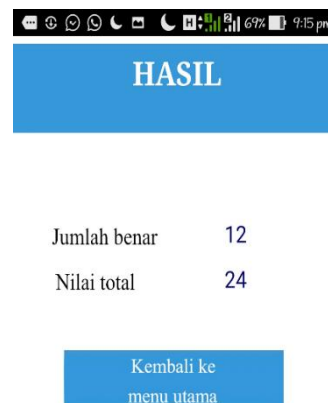 H 69% 9:15 pm
HASIL
Jumlah benar 12
Nilai total 24
Kembali ke
menu utama